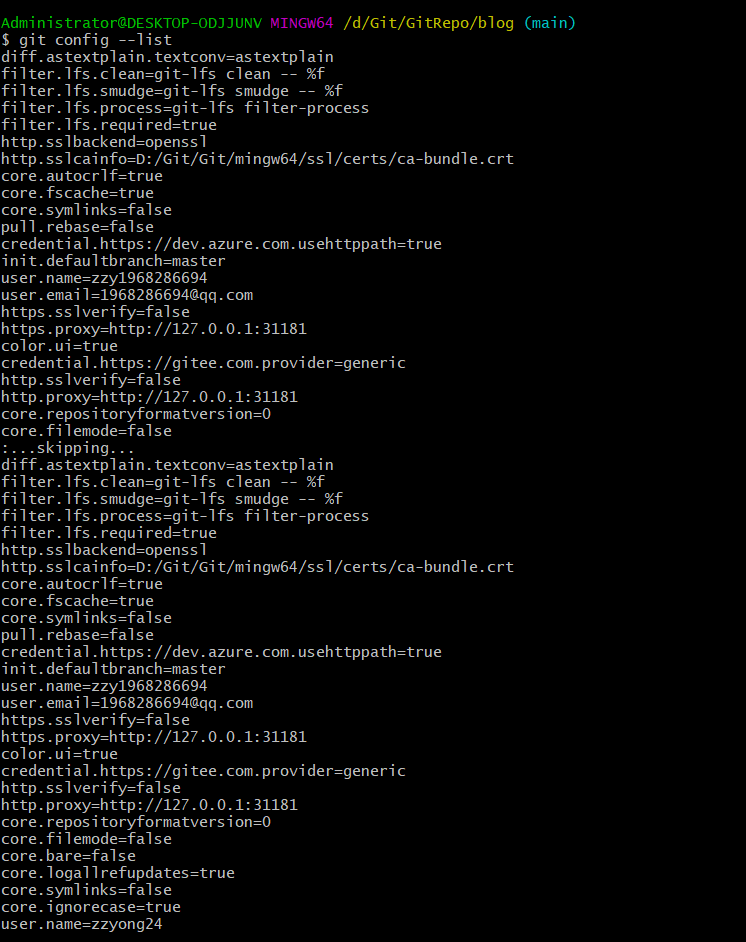 Administrator@DESKTOP-ODJJUNV MINGW64 /d/Git/GitRepo/blog (main)
$ git config --list
diff.astextplain.textconv=astextplain
filter.lfs.clean=git-lfs clean -- %f
filter.lfs.smudge=git-lfs smudge -- %f
filter.lfs.process=git-lfs filter-process
filter.lfs.required=true
http.sslbackend=openssl
http.sslcainfo=D:/Git/Git/mingw64/ssl/certs/ca-bundle.crt
core.autocrlf=true
core.fscache=true
core.symlinks=false
pull.rebase=false
credential.https://dev.azure.com.usehttppath=true
init.defaultbranch=master
user.name=zzy1968286694
user.email=1968286694@qq.com
https.sslverify=false
https.proxy=http://127.0.0.1:31181
color.ui=true
credential.https://gitee.com.provider=generic
http.sslverify=false
http.proxy=http://127.0.0.1:31181
core.repositoryformatversion=0
core.filemode=false
:...skipping...
diff.astextplain.textconv=astextplain
filter.lfs.clean=git-lfs clean -- %f
filter.lfs.smudge=git-lfs smudge -- %f
filter.lfs.process=git-lfs filter-process
filter.lfs.required=true
http.sslbackend=openssl
http.sslcainfo=D:/Git/Git/mingw64/ssl/certs/ca-bundle.crt
core.autocrlf=true
core.fscache=true
core.symlinks=false
pull.rebase=false
credential.https://dev.azure.com.usehttppath=true
init.defaultbranch=master
user.name=zzy1968286694
user.email=1968286694@qq.com
https.sslverify=false
https.proxy=http://127.0.0.1:31181
color.ui=true
credential.https://gitee.com.provider=generic
http.sslverify=false
http.proxy=http://127.0.0.1:31181
core.repositoryformatversion=0
core.filemode=false
core.bare=false
core.logallrefupdates=true
core.symlinks=false
core.ignorecase=true
user.name=zzyong24